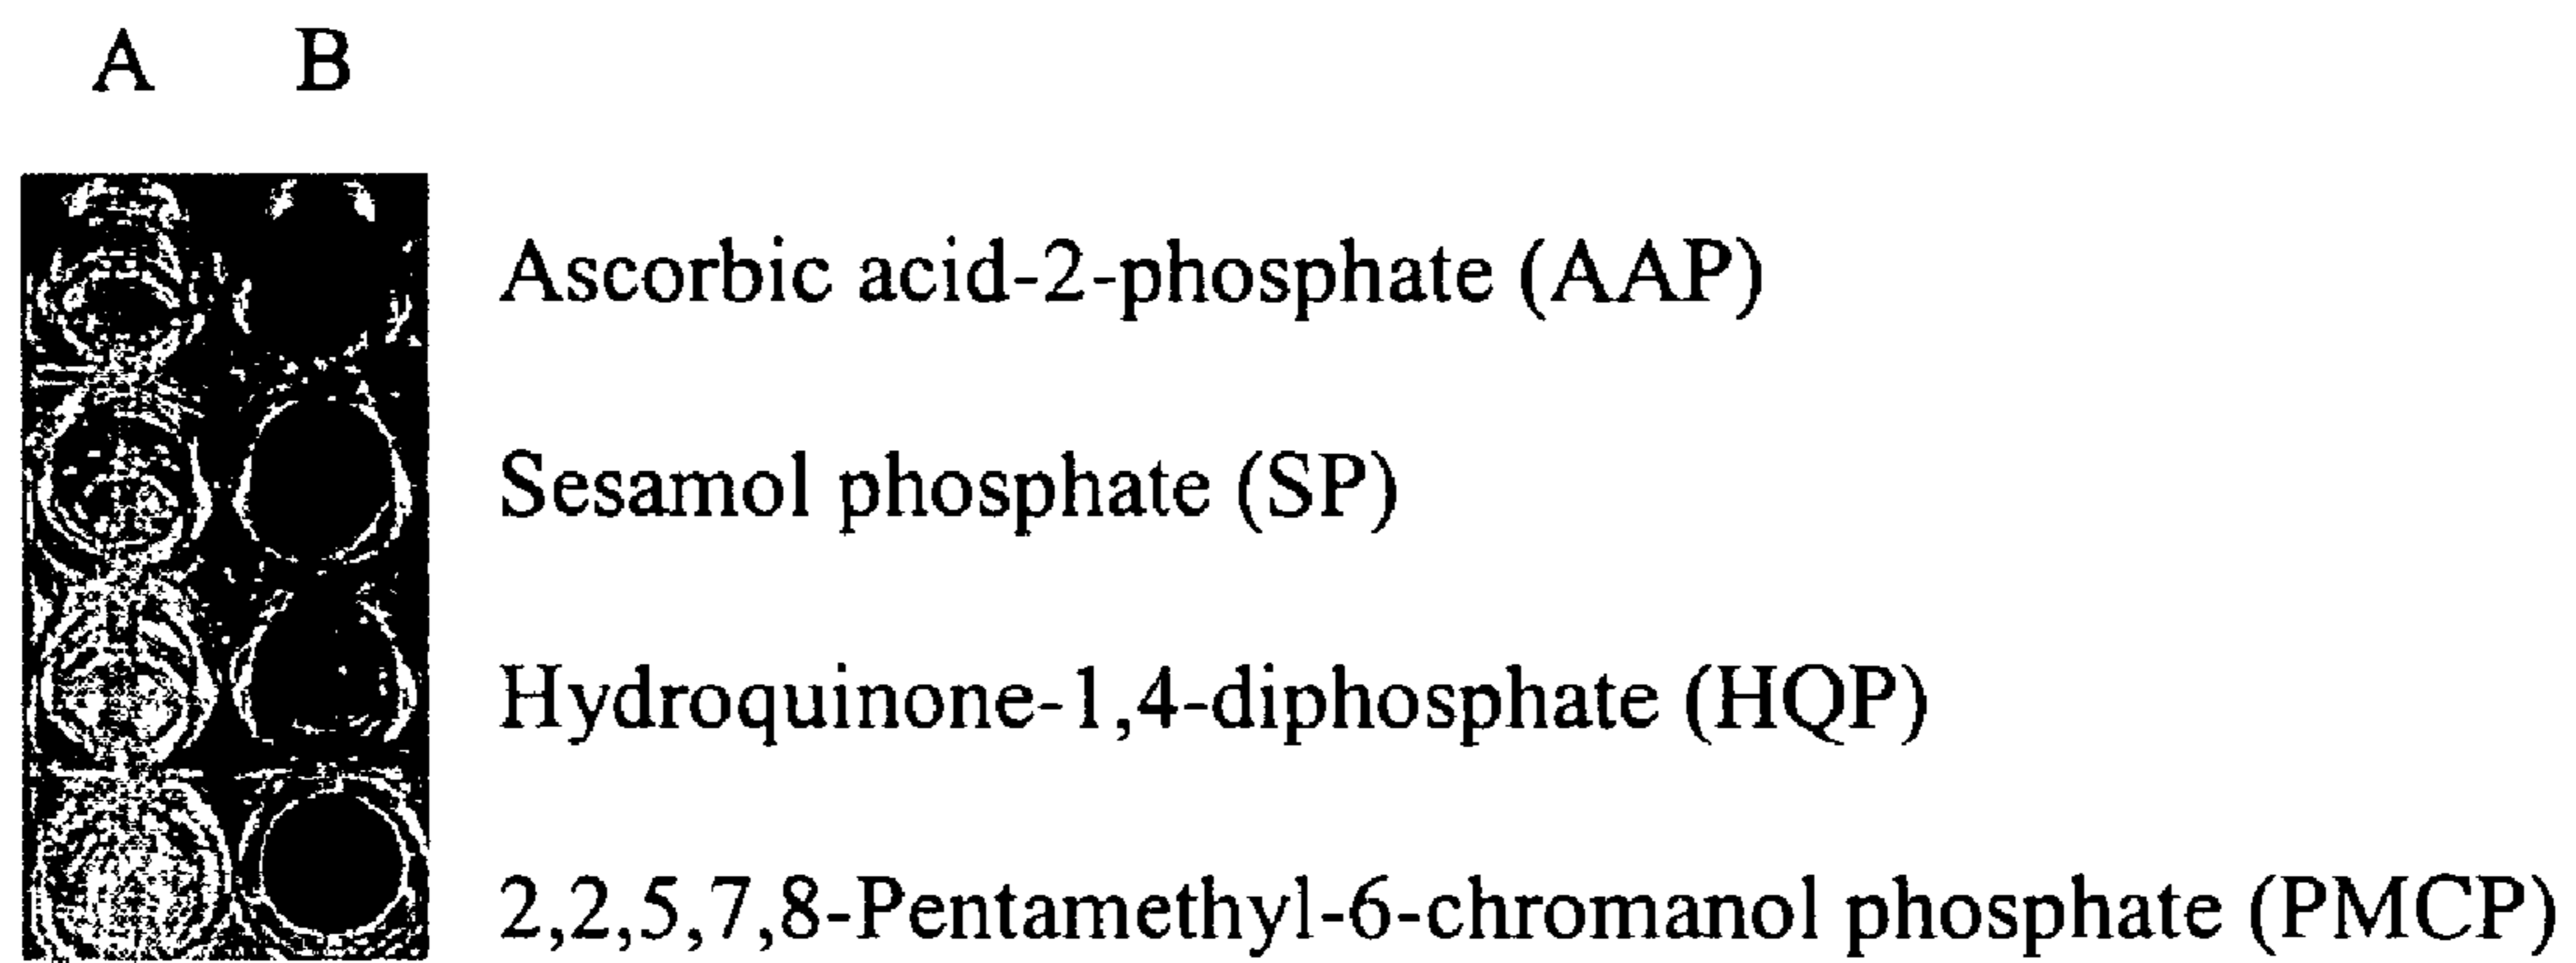 A B
Ascorbic acid-2-phosphate (AAP)
Sesamol phosphate (SP)
Hydroquinone-1,4-diphosphate (HQP)
2,2,5,7,8-Pentamethyl-6-chromanol phosphate (PMCP)